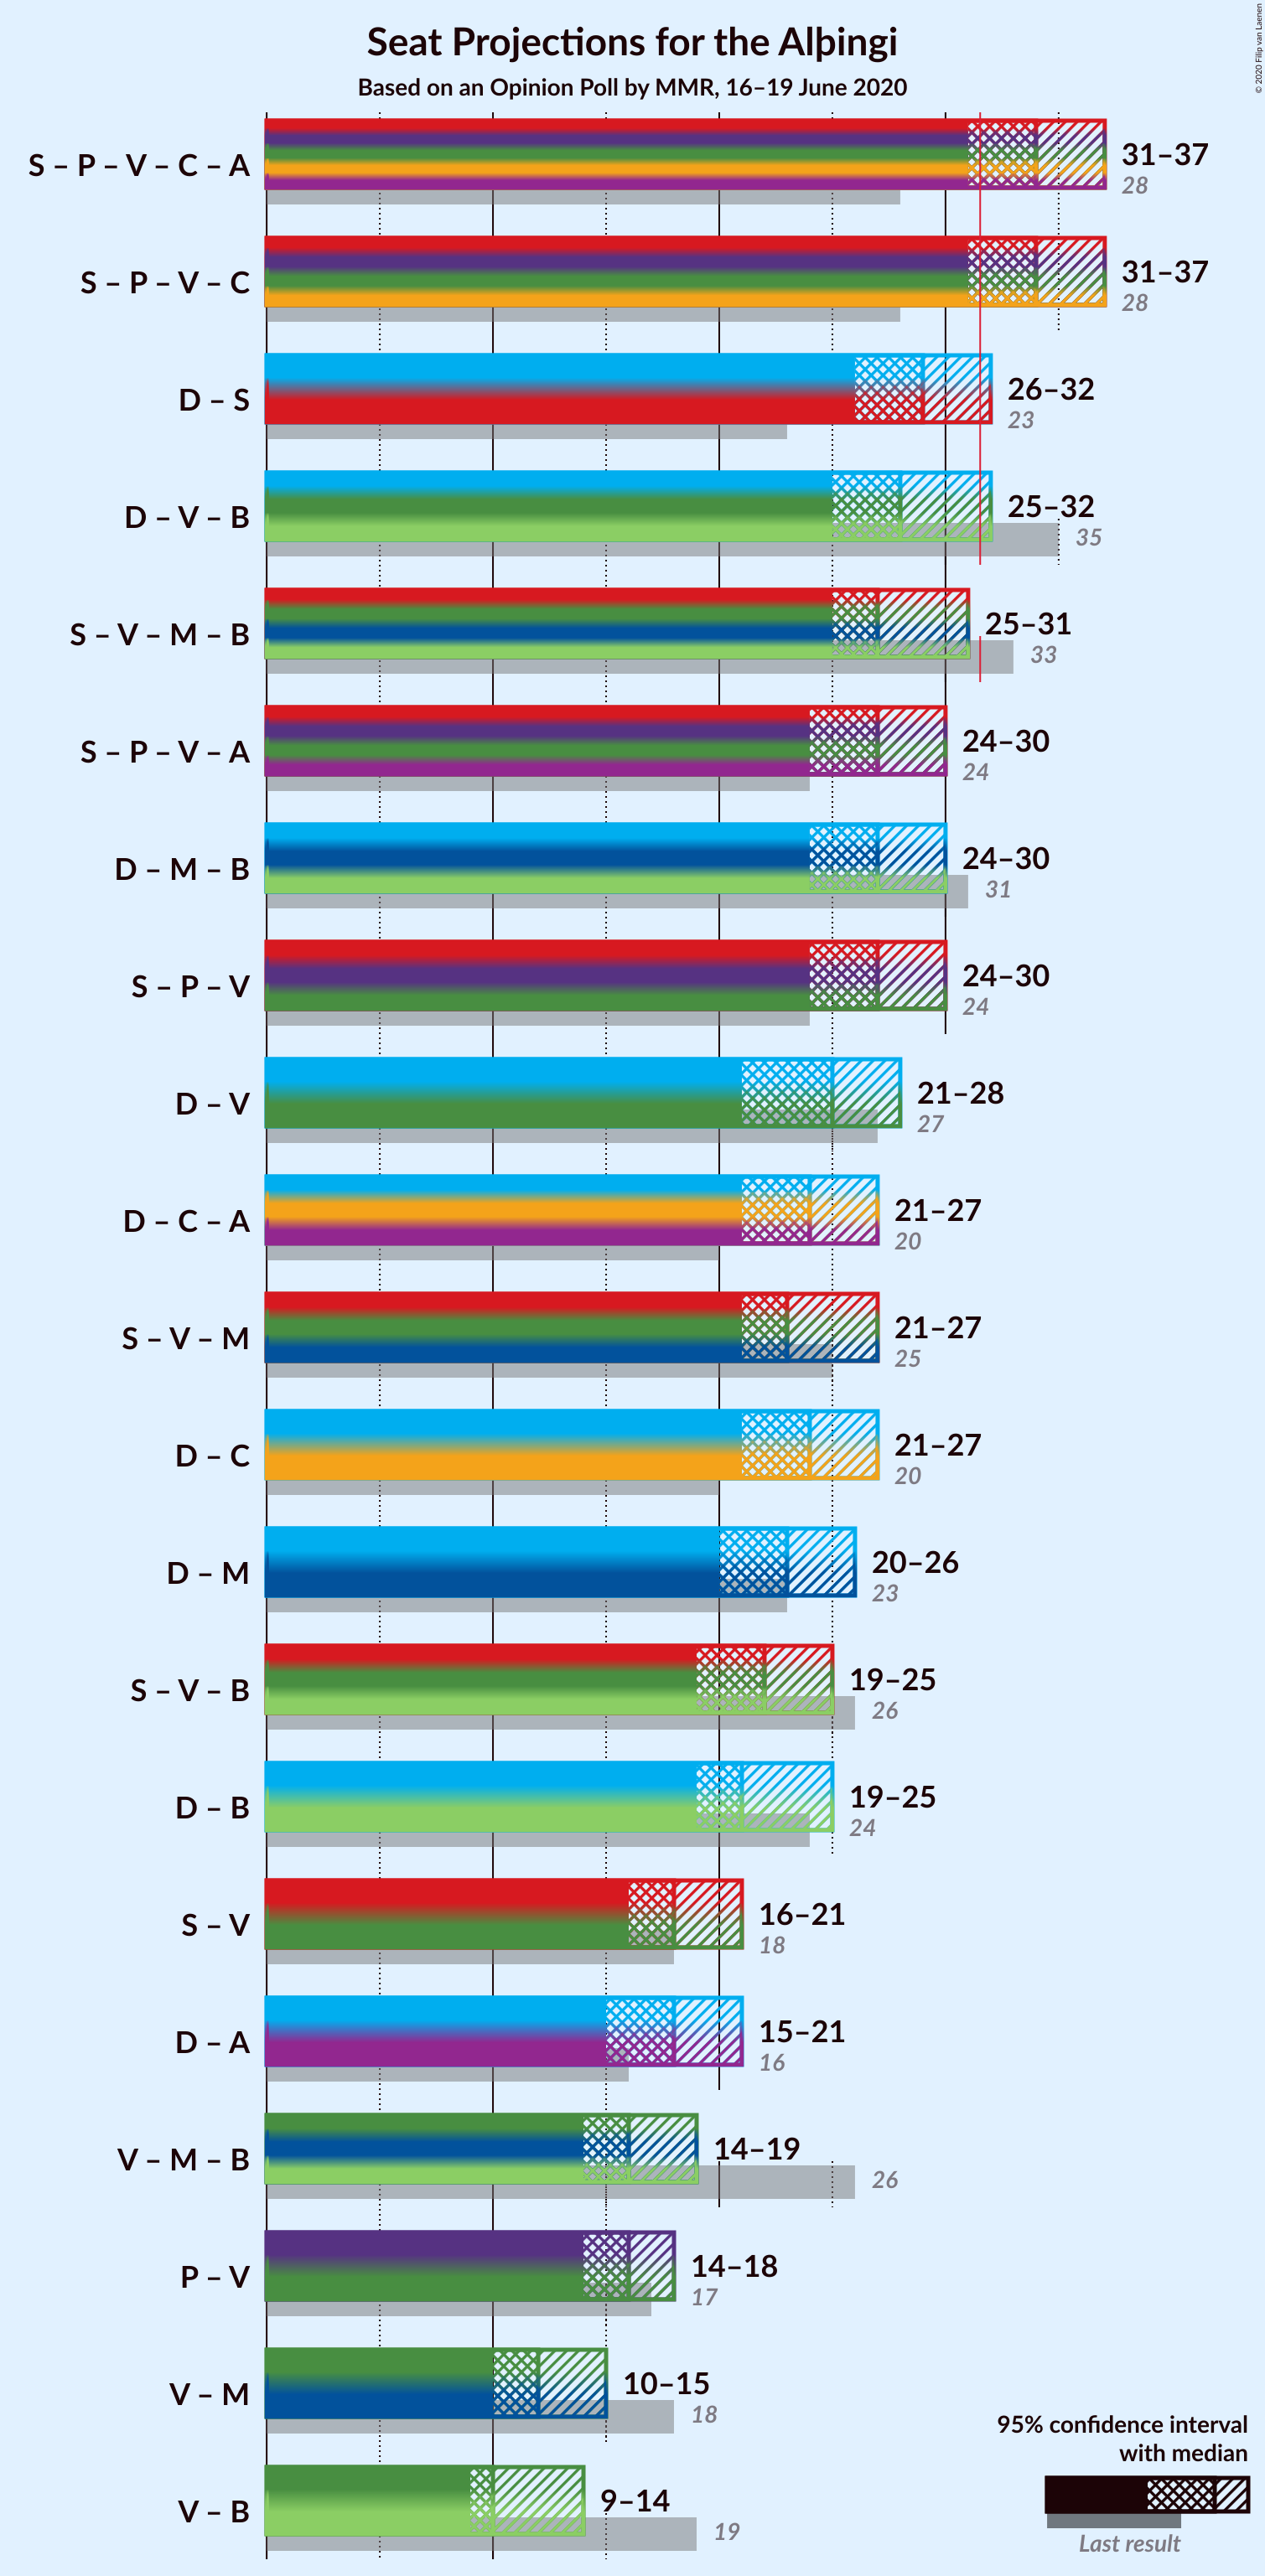 Seat Projections for the Alþingi
Based on an Opinion Poll by MMR, 16–19 June 2020
© 2020 Filip van Laenen
S – P – V – C – A
31–37
28
S – P – V – C
31–37
28
D – S
26–32
23
D – V – B
25–32
35
S – V – M – B
25–31
33
S – P – V – A
24–30
24
D – M – B
24–30
31
S – P – V
24–30
24
D – V
21–28
27
D – C – A
21–27
20
S – V – M
21–27
25
D – C
21–27
20
D – M
20–26
23
S – V – B
19–25
26
D – B
19–25
24
S – V
16–21
18
D – A
15–21
16
V – M – B
14–19
26
P – V
14–18
17
V – M
10–15
18
V – B
9–14
19
95% confidence interval
with median
Last result